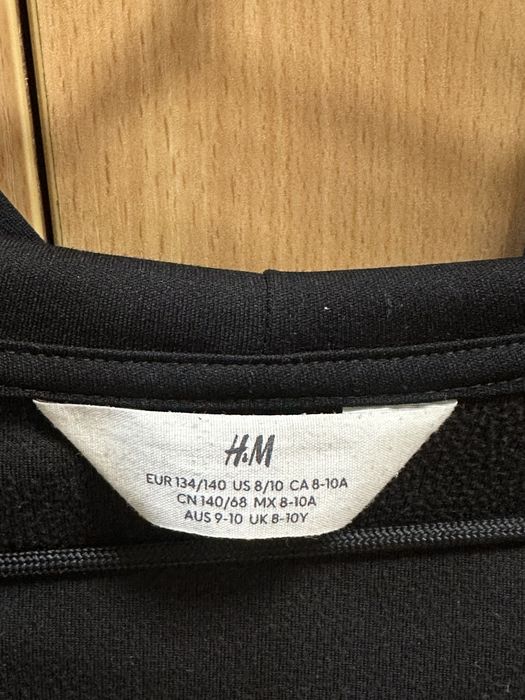 H&M
EUR 134/140 US 8/10 CA 8-10A
CN 140/68 MX 8-10A
AUS 9-10 UK 8-10Y